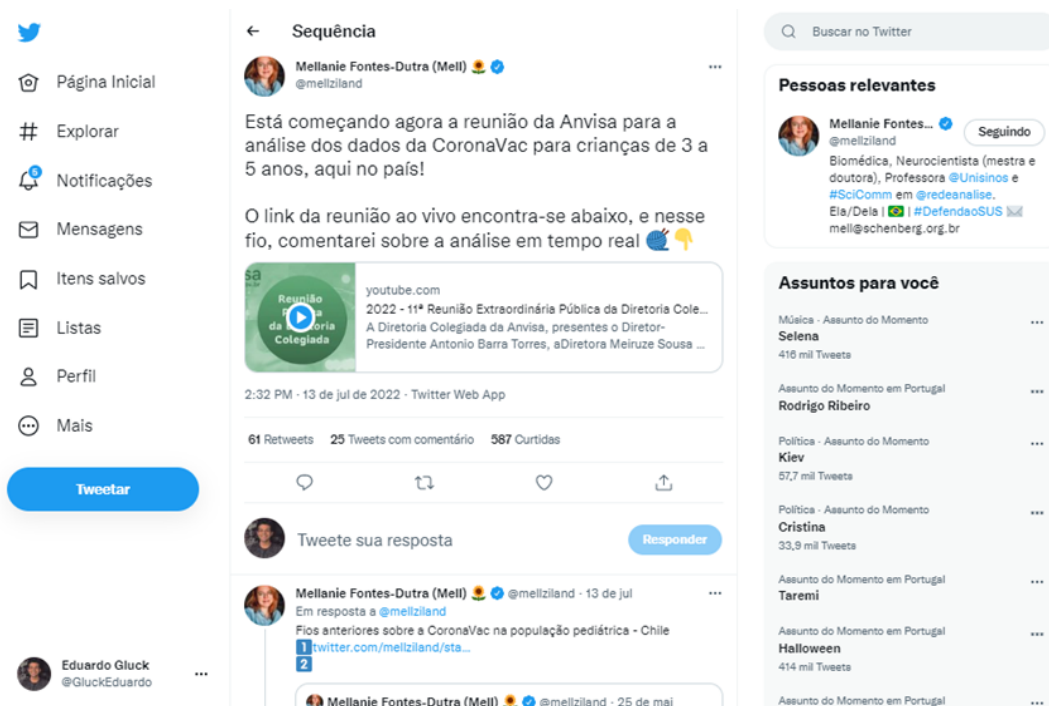 Página Inicial
Explorar
5
Notificações
Mensagens
Itens salvos
Listas
Perfil
Mais
Tweetar
Eduardo Gluck
@GluckEduardo
Sequência
Mellanie Fontes-Dutra (Mell)
@mellziland
Está começando agora a reunião da Anvisa para a
análise dos dados da CoronaVac para crianças de 3 a
5 anos, aqui no país!
O link da reunião ao vivo encontra-se abaixo, e nesse
fio, comentarei sobre a análise em tempo real 🧶👇
sa
Reunião
da
Colegiada
youtube.com
2022 - 11ª Reunião Extraordinária Pública da Diretoria Cole...
A Diretoria Colegiada da Anvisa, presentes o Diretor-
Presidente Antonio Barra Torres, aDiretora Meiruze Sousa ...
2:32 PM · 13 de jul de 2022 · Twitter Web App
61 Retweets 25 Tweets com comentário 587 Curtidas
Tweete sua resposta
Responder
Mellanie Fontes-Dutra (Mell) 🌻 @mellziland · 13 de jul
Em resposta a @mellziland
Fios anteriores sobre a CoronaVac na população pediátrica - Chile
1 twitter.com/mellziland/sta...
2
Mellanie Fontes-Dutra (Mell) 🌻 @mellziland · 25 de mai
Buscar no Twitter
Pessoas relevantes
Mellanie Fontes...
@mellziland
Seguindo
Biomédica, Neurocientista (mestra e
doutora), Professora @Unisinos e
#SciComm em @redeanalise.
Ela/Dela | 🇧🇷 | #DefendaoSUS ✉
mell@schenberg.org.br
Assuntos para você
Música · Assunto do Momento
Selena
416 mil Tweets
Assunto do Momento em Portugal
Rodrigo Ribeiro
Política · Assunto do Momento
Kiev
57,7 mil Tweets
Política · Assunto do Momento
Cristina
33,9 mil Tweets
Assunto do Momento em Portugal
Taremi
Assunto do Momento em Portugal
Halloween
414 mil Tweets
Assunto do Momento em Portugal